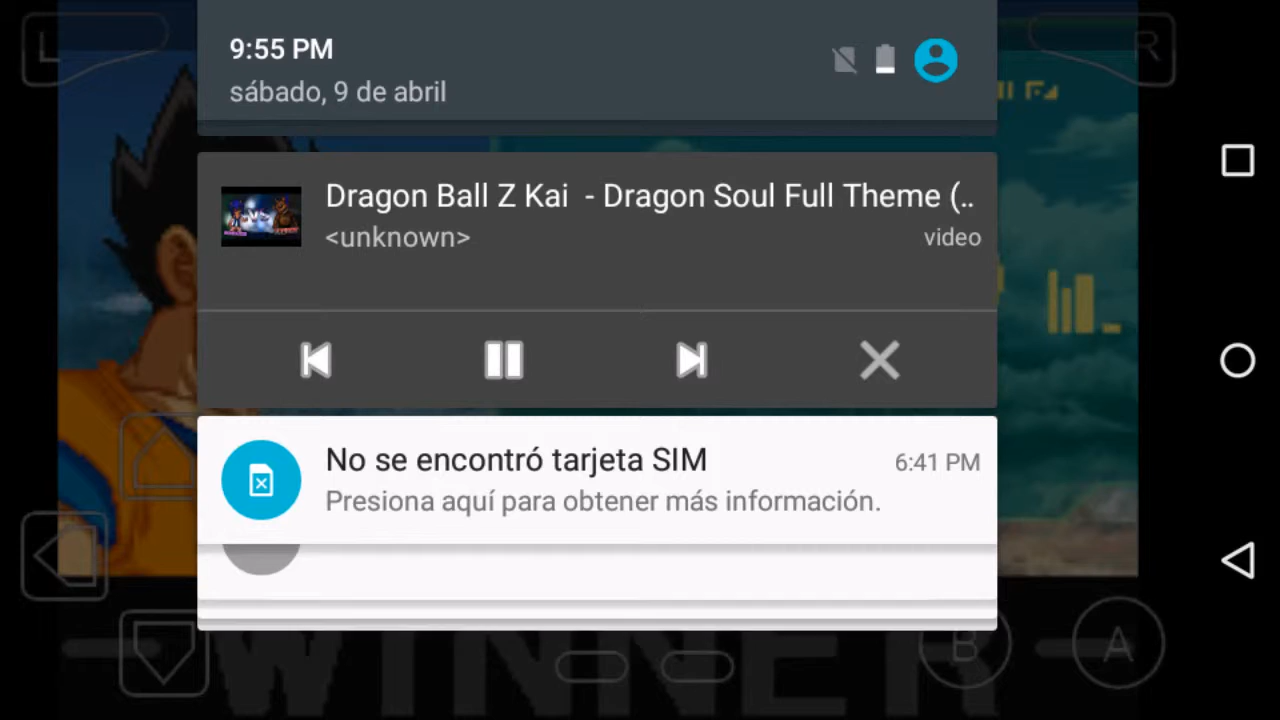 L
R
9:55 PM
sábado, 9 de abril
Dragon Ball Z Kai  - Dragon Soul Full Theme (..
<unknown>
video
No se encontró tarjeta SIM
6:41 PM
Presiona aquí para obtener más información.
WINNER
B
A